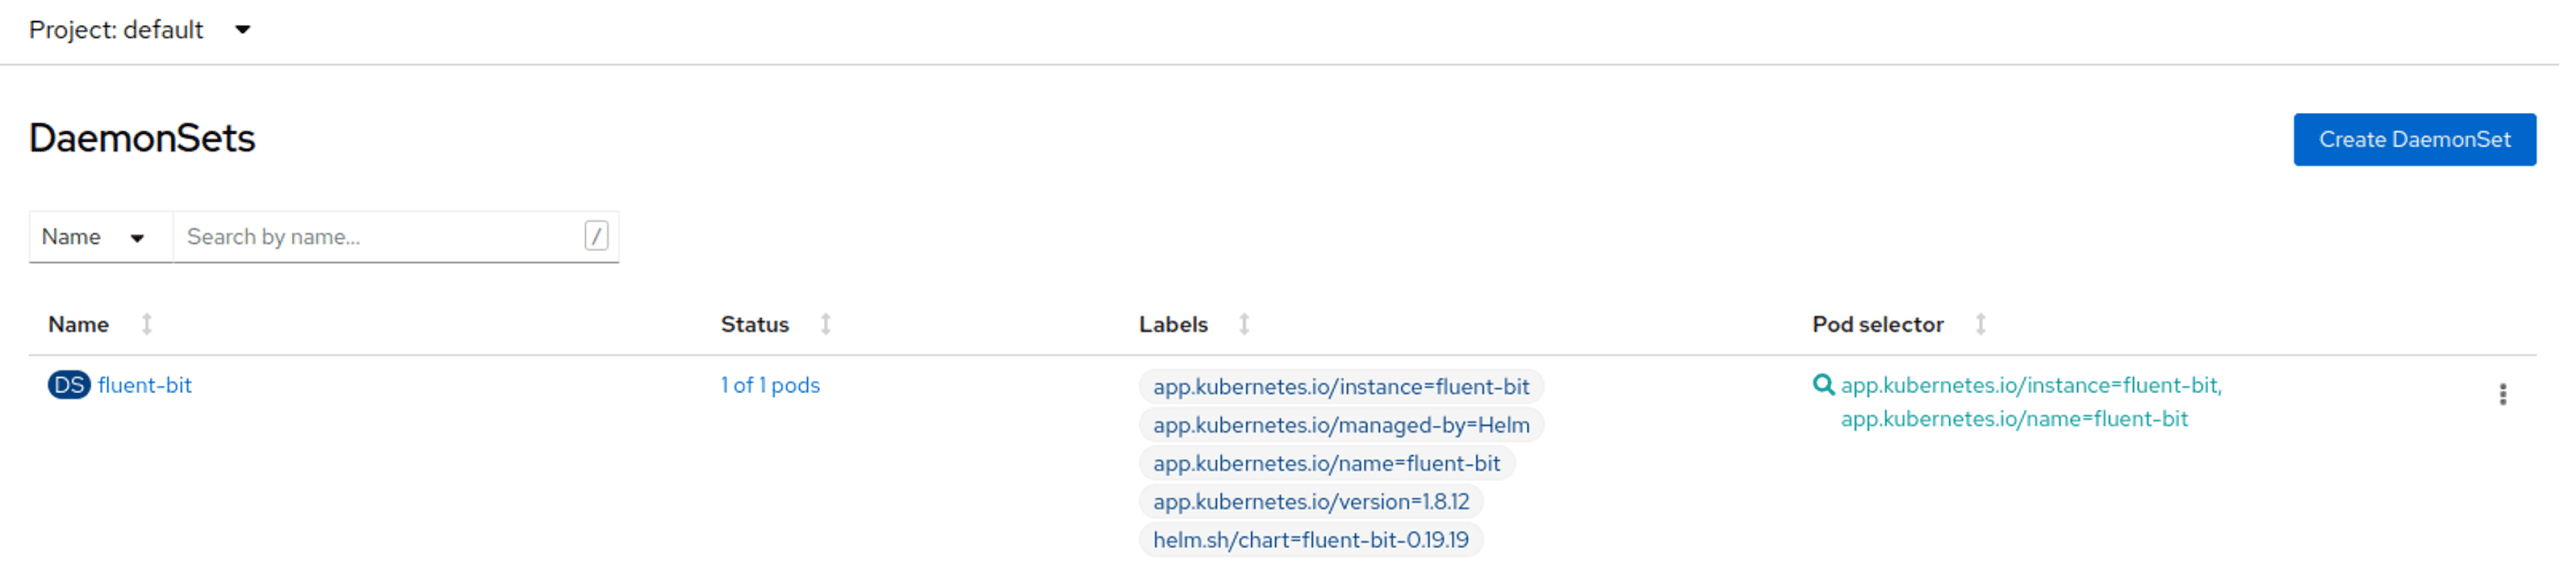 Project: default
DaemonSets
Create DaemonSet
Name
Search by name...
/
Name
Status
Labels
Pod selector
DS fluent-bit
1 of 1 pods
app.kubernetes.io/instance=fluent-bit
app.kubernetes.io/managed-by=Helm
app.kubernetes.io/name=fluent-bit
app.kubernetes.io/version=1.8.12
helm.sh/chart=fluent-bit-0.19.19
app.kubernetes.io/instance=fluent-bit,
app.kubernetes.io/name=fluent-bit